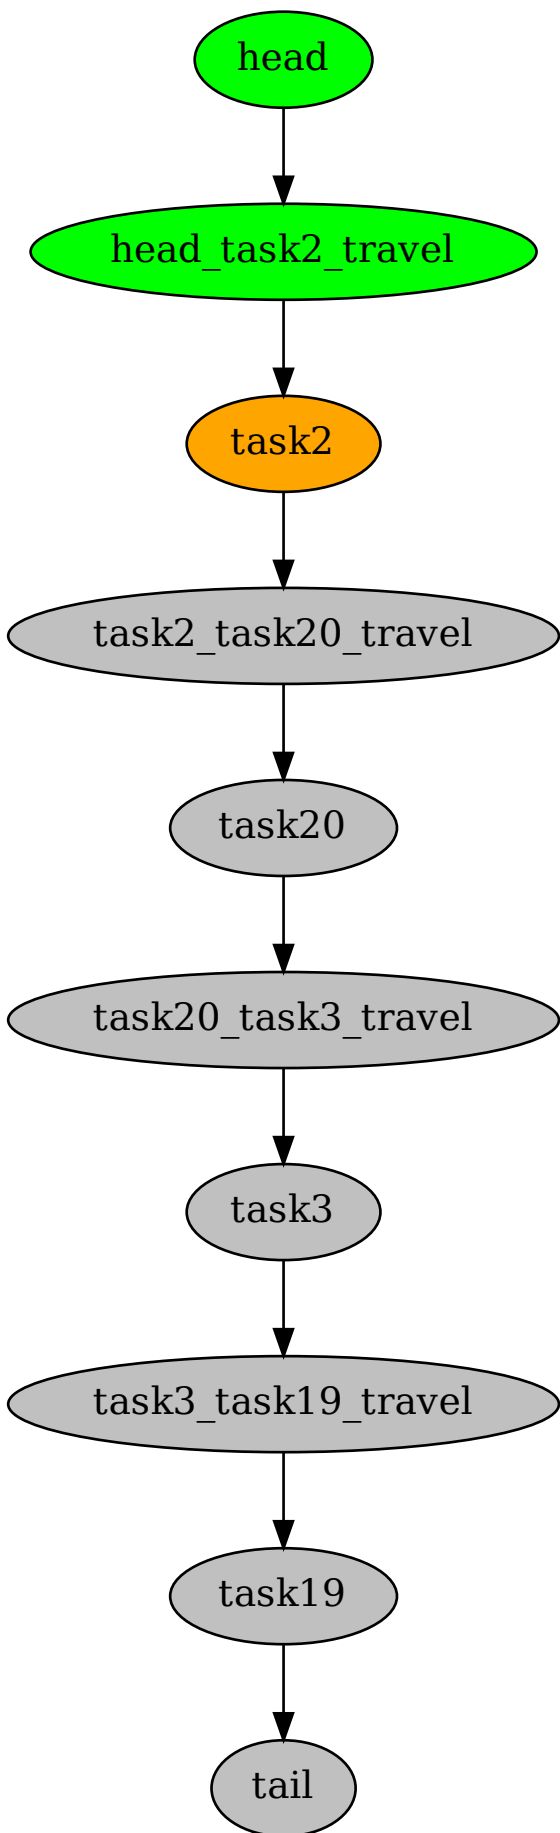 head
head_task2_travel
task2
task2_task20_travel
task20
task20_task3_travel
task3
task3_task19_travel
task19
tail